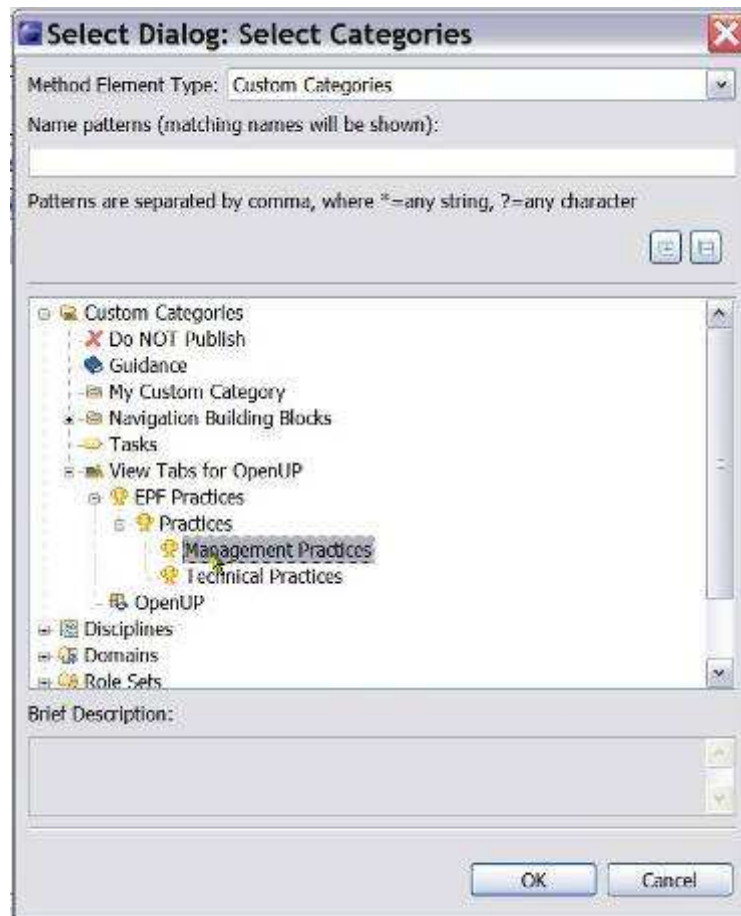 Select Dialog: Select Categories
Method Element Type: Custom Categories
Name patterns (matching names will be shown):
Patterns are separated by comma, where *=any string, ?=any character
Custom Categories
Do NOT Publish
Guidance
My Custom Category
Navigation Building Blocks
Tasks
View Tabs for OpenUP
EPF Practices
Practices
Management Practices
Technical Practices
OpenUP
Disciplines
Domains
Role Sets
Brief Description:
OK Cancel